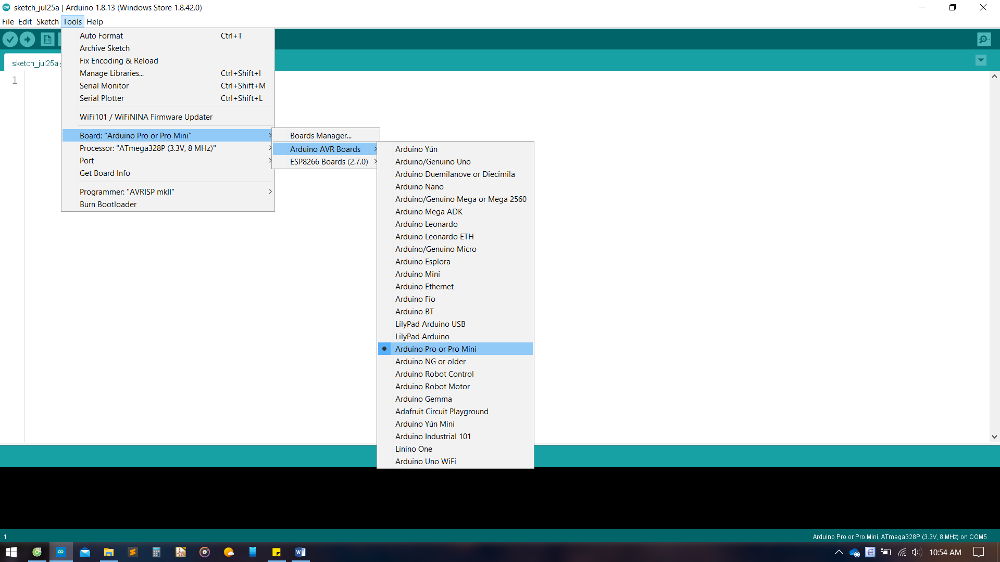 sketch_jul25a | Arduino 1.8.13 (Windows Store 1.8.42.0)
File Edit Sketch Tools Help
Auto Format Ctrl+T
Archive Sketch
Fix Encoding & Reload
Manage Libraries... Ctrl+Shift+I
Serial Monitor Ctrl+Shift+M
Serial Plotter Ctrl+Shift+L
WiFi101 / WiFiNINA Firmware Updater
Board: "Arduino Pro or Pro Mini"
Processor: "ATmega328P (3.3V, 8 MHz)"
Port
Get Board Info
Programmer: "AVRISP mkII"
Burn Bootloader
sketch_jul25a
1
Boards Manager...
Arduino AVR Boards
ESP8266 Boards (2.7.0)
Arduino Yún
Arduino/Genuino Uno
Arduino Duemilanove or Diecimila
Arduino Nano
Arduino/Genuino Mega or Mega 2560
Arduino Mega ADK
Arduino Leonardo
Arduino Leonardo ETH
Arduino/Genuino Micro
Arduino Esplora
Arduino Mini
Arduino Ethernet
Arduino Fio
Arduino BT
LilyPad Arduino USB
LilyPad Arduino
Arduino Pro or Pro Mini
Arduino NG or older
Arduino Robot Control
Arduino Robot Motor
Arduino Gemma
Adafruit Circuit Playground
Arduino Yún Mini
Arduino Industrial 101
Linino One
Arduino Uno WiFi
1
Arduino Pro or Pro Mini, ATmega328P (3.3V, 8 MHz) on COM5
10:54 AM